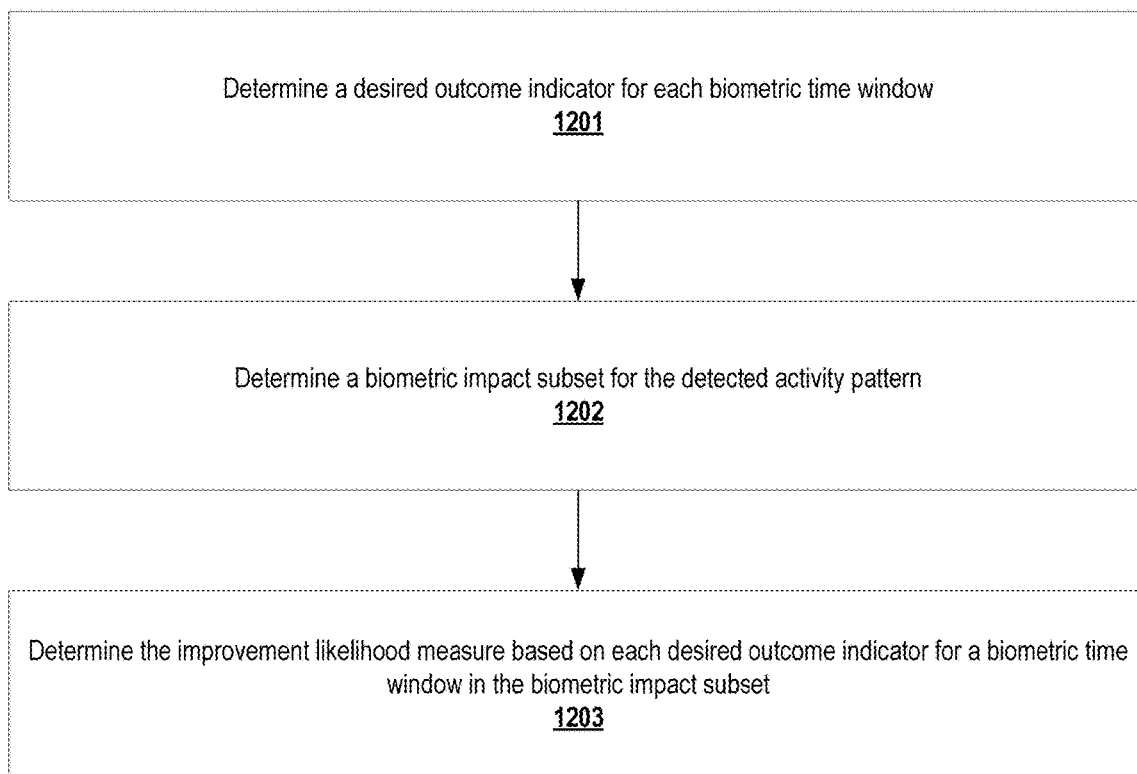 Determine a desired outcome indicator for each biometric time window
1201
Determine a biometric impact subset for the detected activity pattern
1202
Determine the improvement likelihood measure based on each desired outcome indicator for a biometric time
window in the biometric impact subset
1203